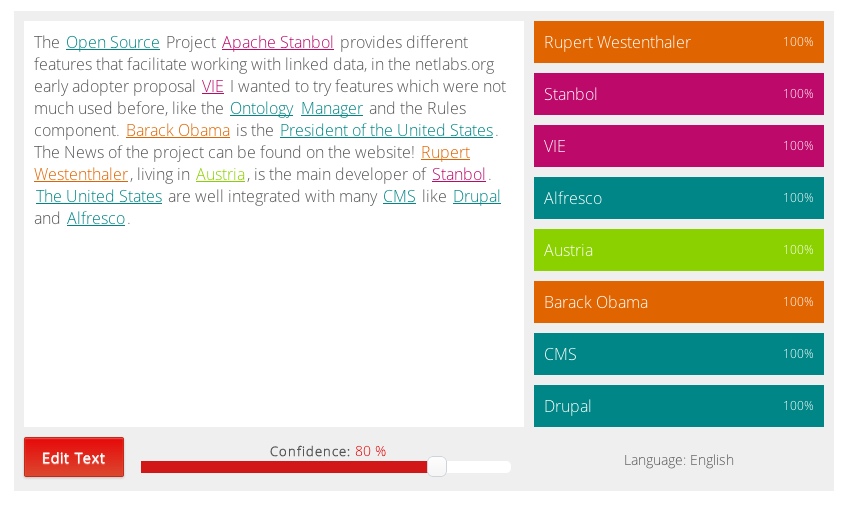 The Open Source Project Apache Stanbol provides different
features that facilitate working with linked data, in the netlabs.org
early adopter proposal VIE I wanted to try features which were not
much used before, like the Ontology Manager and the Rules
component. Barack Obama is the President of the United States.
The News of the project can be found on the website! Rupert
Westenthaler, living in Austria, is the main developer of Stanbol.
The United States are well integrated with many CMS like Drupal
and Alfresco.
Rupert Westenthaler 100%
Stanbol 100%
VIE 100%
Alfresco 100%
Austria 100%
Barack Obama 100%
CMS 100%
Drupal 100%
Edit Text
Confidence: 80 %
Language: English